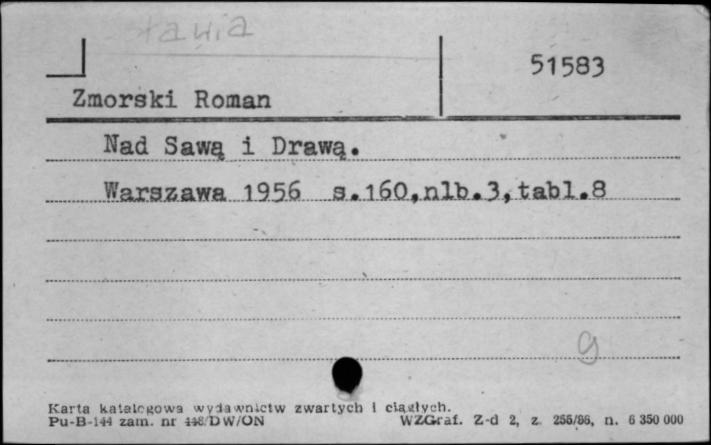 51583
Zmorski Roman
Nad Sawą i Drawą.
Warszawa 1956 s.160,nlb.3,tabl.8
g
Karta katalogowa wydawnictw zwartych i ciągłych.
Pu-B-144 zam. nr 448/DW/ON WZGraf. Z-d 2, z. 255/86, n. 6 350 000